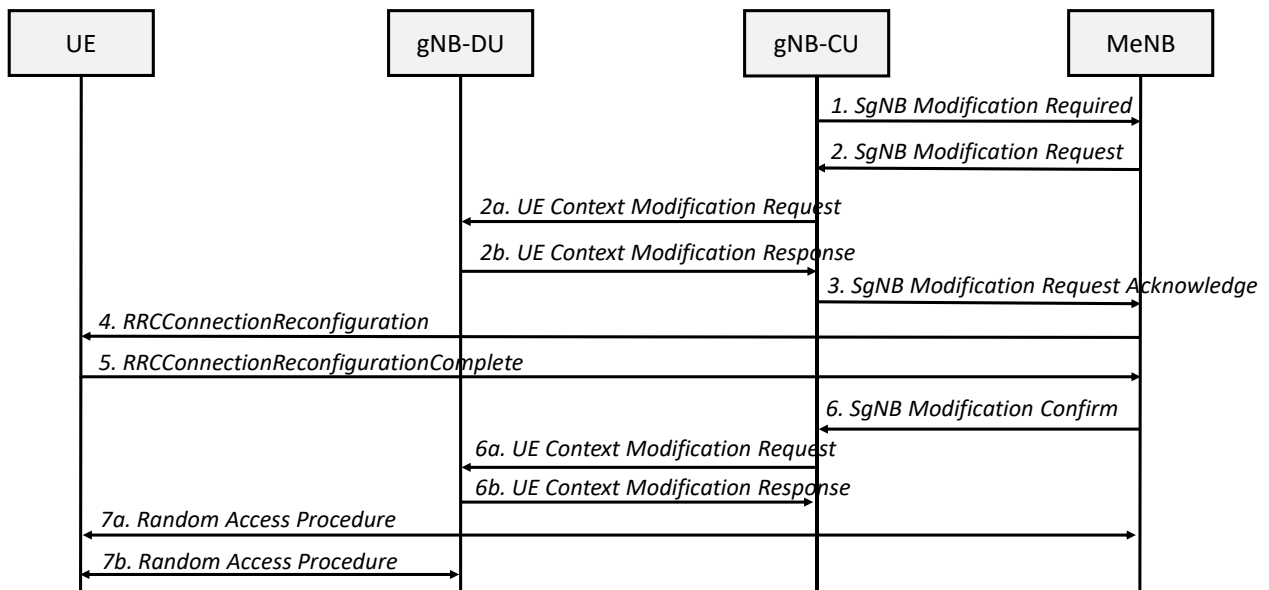 UE
gNB-DU
gNB-CU
MeNB
1. SgNB Modification Required
2. SgNB Modification Request
2a. UE Context Modification Request
2b. UE Context Modification Response
3. SgNB Modification Request Acknowledge
4. RRCConnectionReconfiguration
5. RRCConnectionReconfigurationComplete
6. SgNB Modification Confirm
6a. UE Context Modification Request
6b. UE Context Modification Response
7a. Random Access Procedure
7b. Random Access Procedure